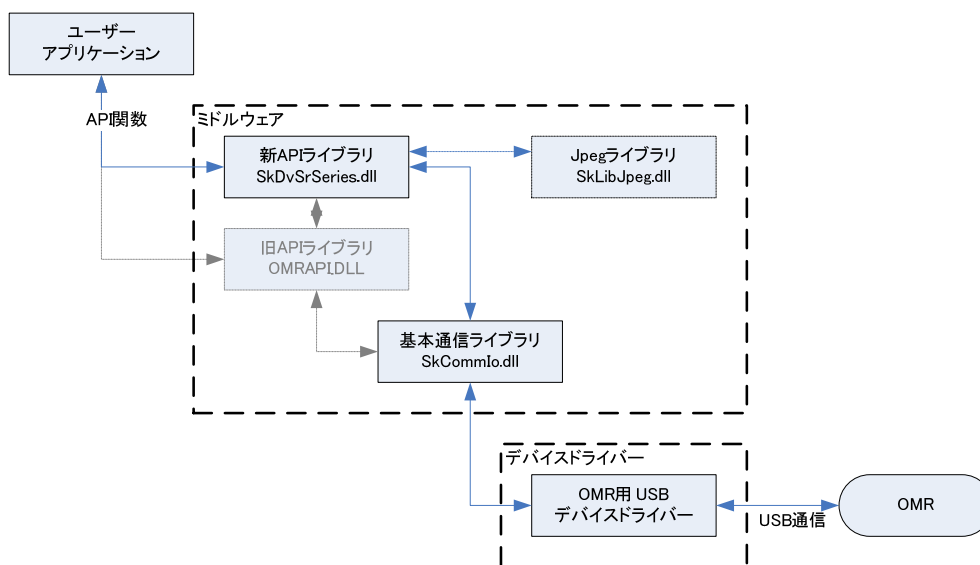 ユーザー
アプリケーション
API関数
ミドルウェア
新APIライブラリ
SkDvSrSeries.dll
Jpegライブラリ
SkLibJpeg.dll
旧APIライブラリ
OMRAPI.DLL
基本通信ライブラリ
SkCommIo.dll
デバイスドライバー
OMR用 USB
デバイスドライバー
USB通信
OMR